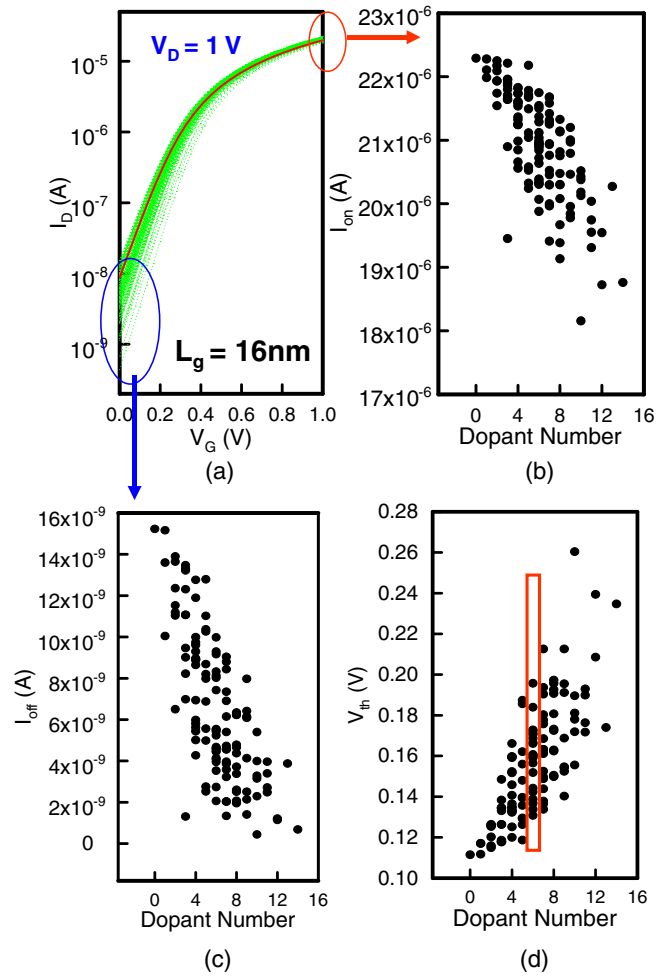 V_D = 1 V
10^-5
10^-6
10^-7
10^-8
10^-9
I_D (A)
L_g = 16nm
0.0 0.2 0.4 0.6 0.8 1.0
V_G (V)
(a)
23x10^-6
22x10^-6
21x10^-6
20x10^-6
19x10^-6
18x10^-6
17x10^-6
I_on (A)
0 4 8 12 16
Dopant Number
(b)
16x10^-9
14x10^-9
12x10^-9
10x10^-9
8x10^-9
6x10^-9
4x10^-9
2x10^-9
0
I_off (A)
0 4 8 12 16
Dopant Number
(c)
0.28
0.26
0.24
0.22
0.20
0.18
0.16
0.14
0.12
0.10
V_th (V)
0 4 8 12 16
Dopant Number
(d)